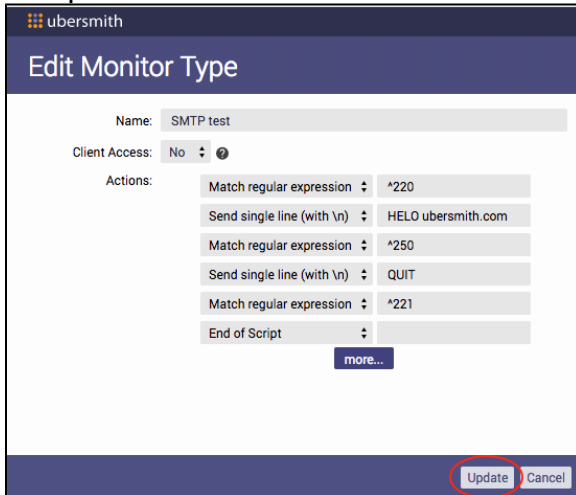 ubersmith
Edit Monitor Type
Name: SMTP test
Client Access: No
Actions:
Match regular expression ^220
Send single line (with \n) HELO ubersmith.com
Match regular expression ^250
Send single line (with \n) QUIT
Match regular expression ^221
End of Script
more...
Update Cancel